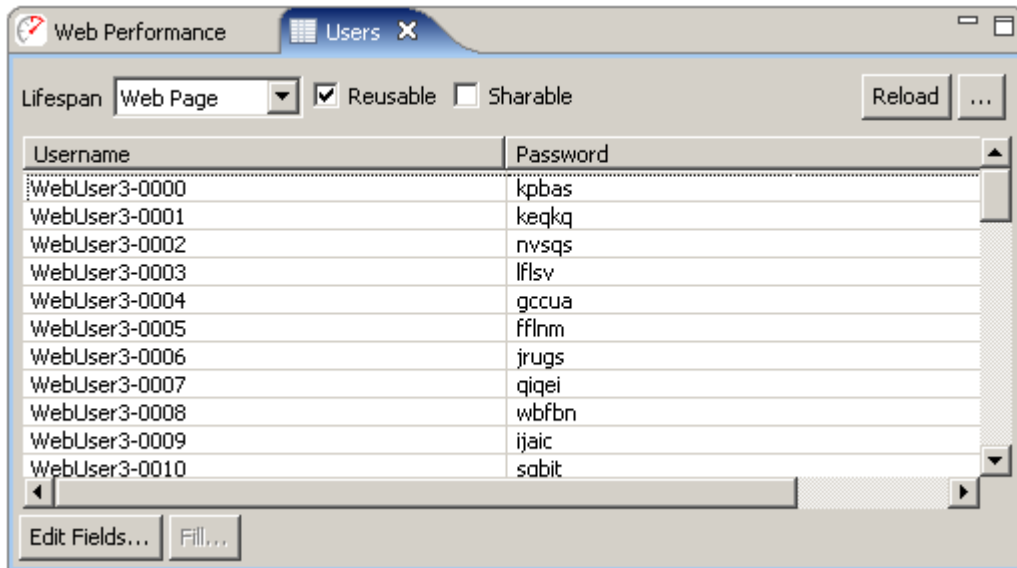 Web Performance Users
Lifespan Web Page Reusable Sharable Reload ...
Username Password
WebUser3-0000 kpbas
WebUser3-0001 keqkq
WebUser3-0002 nvsqs
WebUser3-0003 lflsv
WebUser3-0004 gccua
WebUser3-0005 fflnm
WebUser3-0006 jrugs
WebUser3-0007 qiqei
WebUser3-0008 wbfbn
WebUser3-0009 ijaic
WebUser3-0010 sgbit
Edit Fields... Fill...